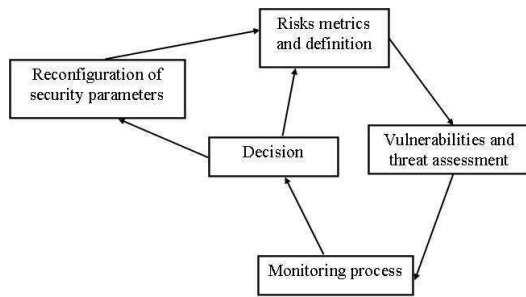 Risks metrics
and definition
Reconfiguration of
security parameters
Vulnerabilities and
threat assessment
Decision
Monitoring process